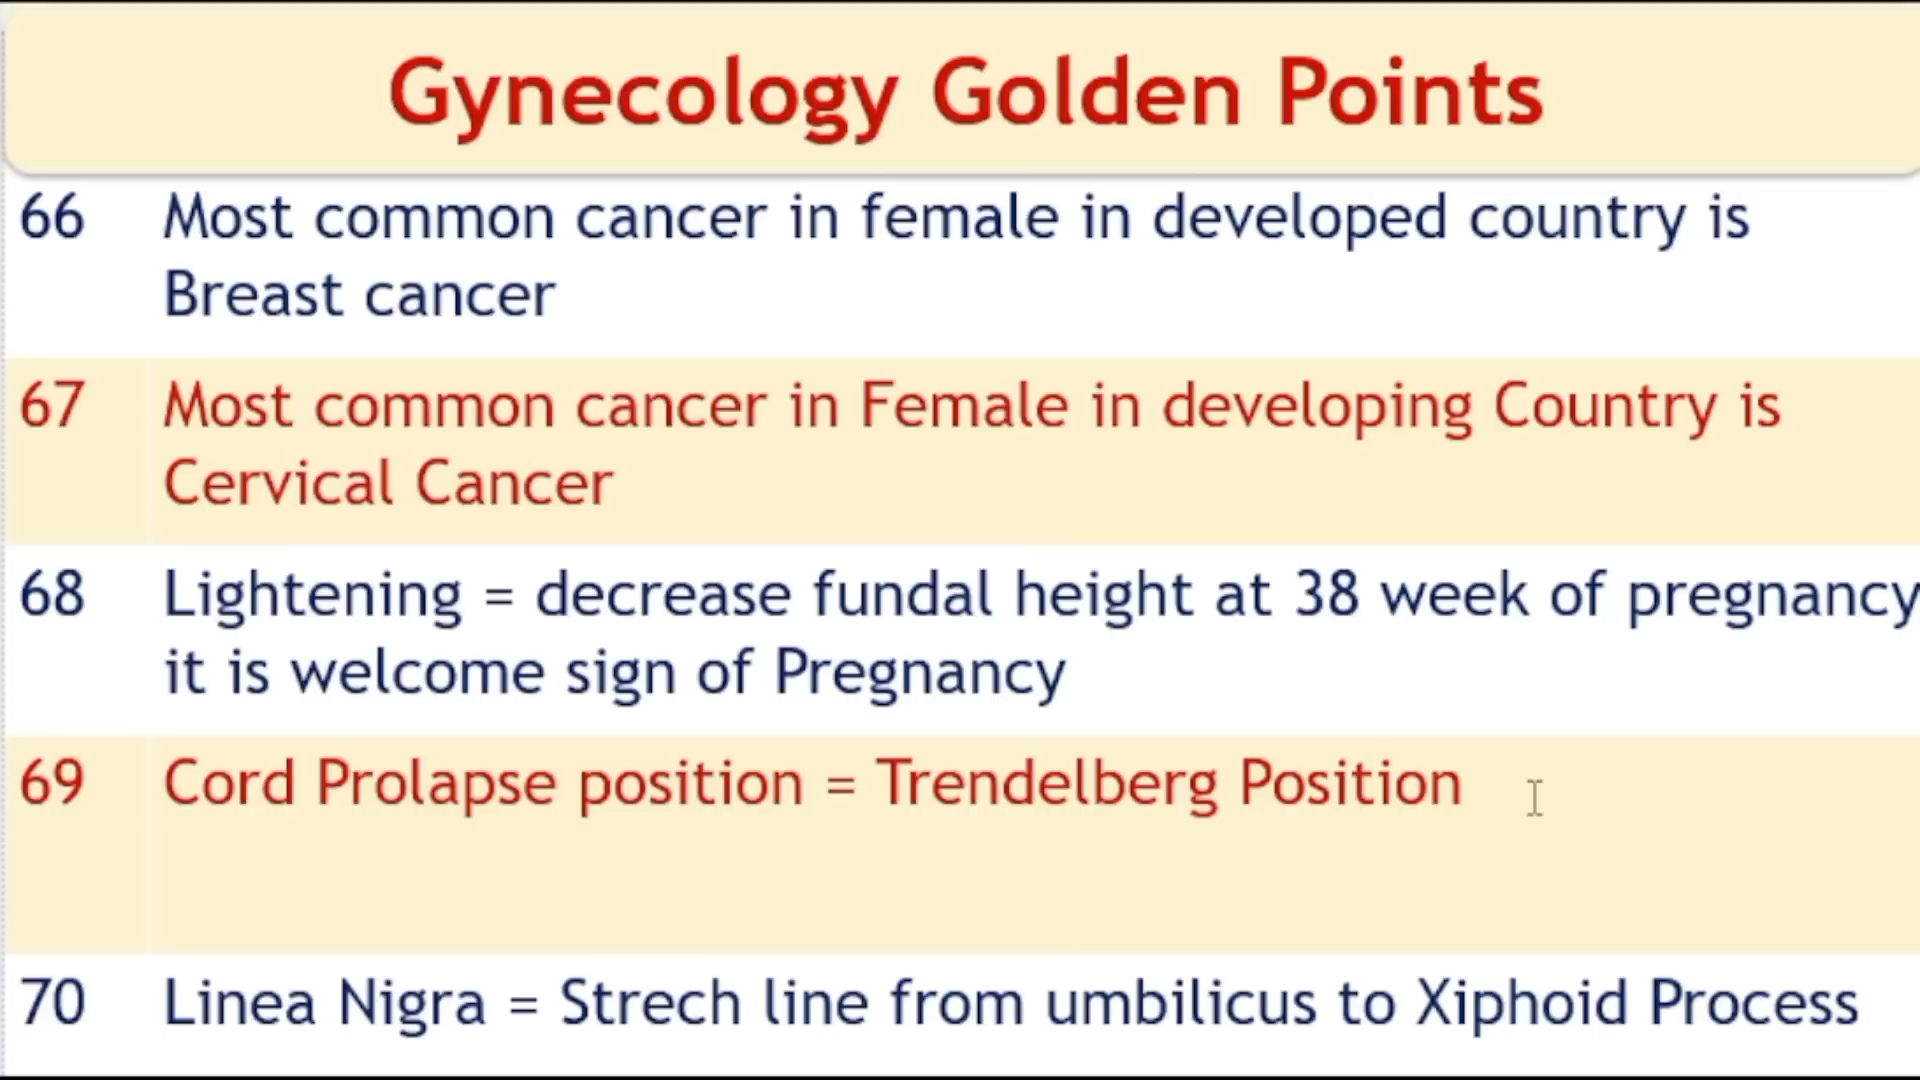 Gynecology Golden Points
66 Most common cancer in female in developed country is
Breast cancer
67 Most common cancer in Female in developing Country is
Cervical Cancer
68 Lightening = decrease fundal height at 38 week of pregnancy
it is welcome sign of Pregnancy
69 Cord Prolapse position = Trendelberg Position
70 Linea Nigra = Strech line from umbilicus to Xiphoid Process